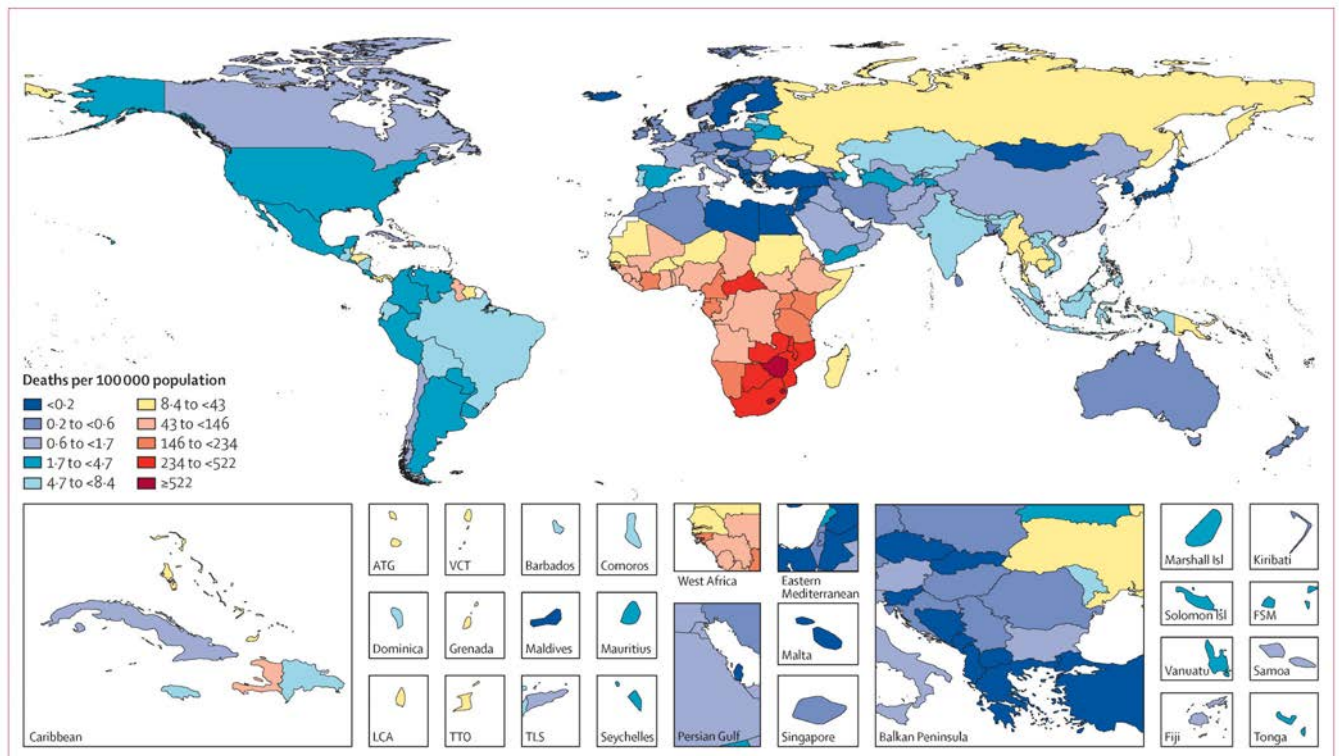 Deaths per 100 000 population
<0·2
0·2 to <0·6
0·6 to <1·7
1·7 to <4·7
4·7 to <8·4
8·4 to <43
43 to <146
146 to <234
234 to <522
≥522
Caribbean
ATG
VCT
Barbados
Comoros
Dominica
Grenada
Maldives
Mauritius
LCA
TTO
TLS
Seychelles
West Africa
Eastern
Mediterranean
Persian Gulf
Malta
Singapore
Balkan Peninsula
Marshall Isl
Kiribati
Solomon Isl
FSM
Vanuatu
Samoa
Fiji
Tonga